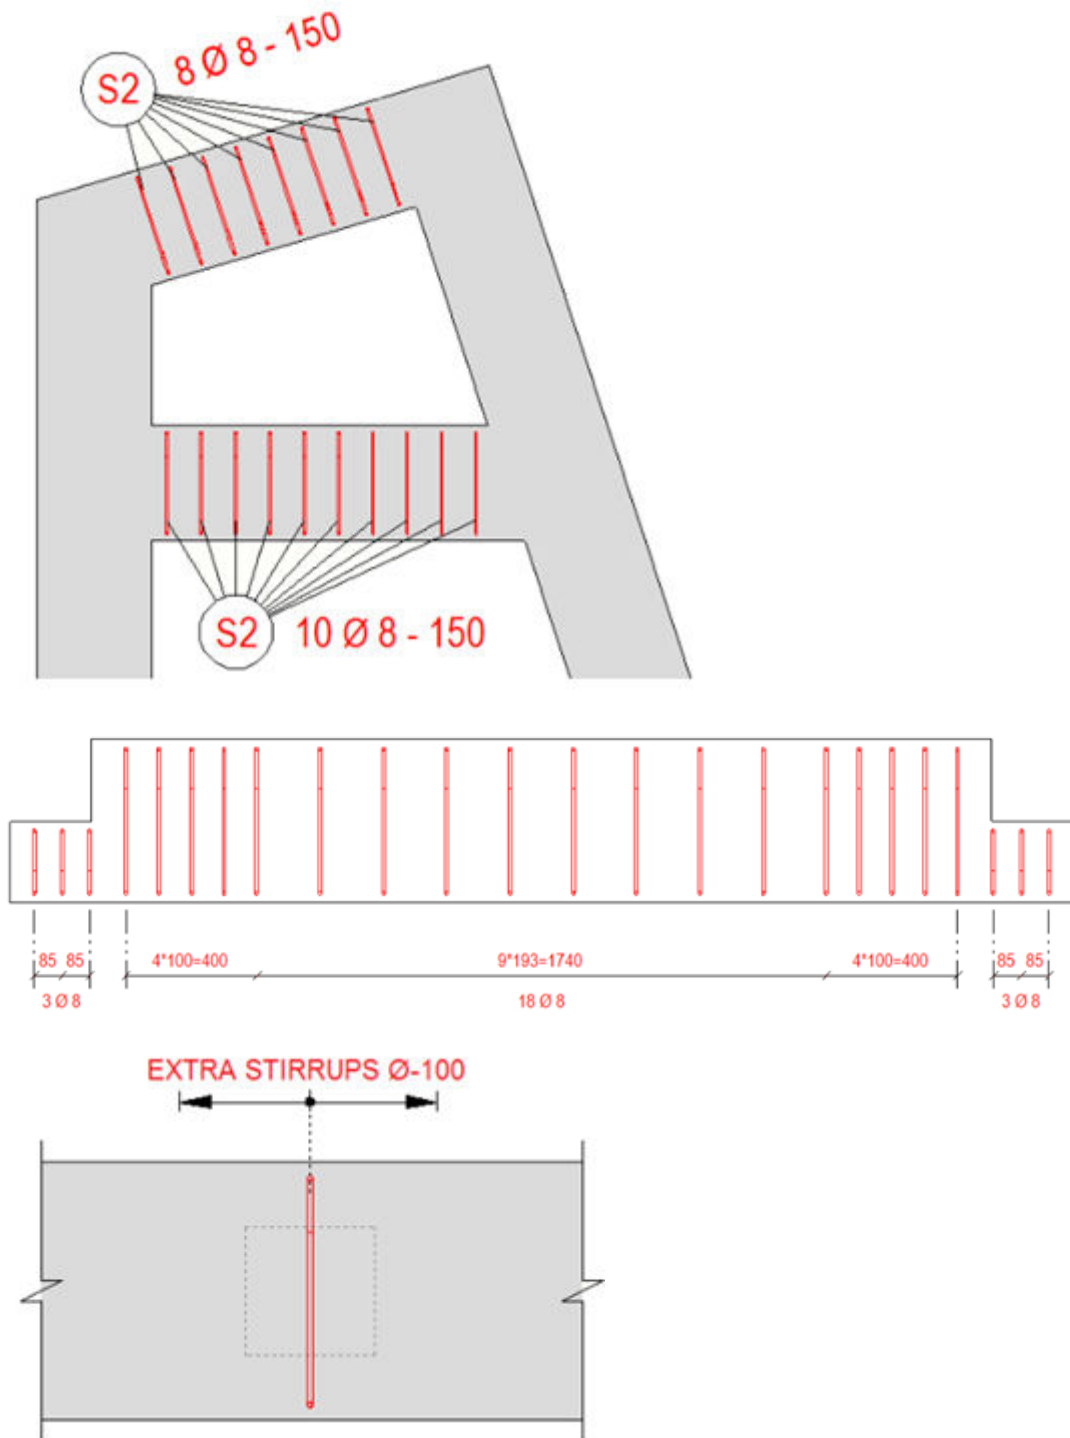 S2
8 Ø 8 - 150
S2
10 Ø 8 - 150
85 85 4*100=400 9*193=1740 4*100=400 85 85
3 Ø 8 18 Ø 8 3 Ø 8
EXTRA STIRRUPS Ø-100